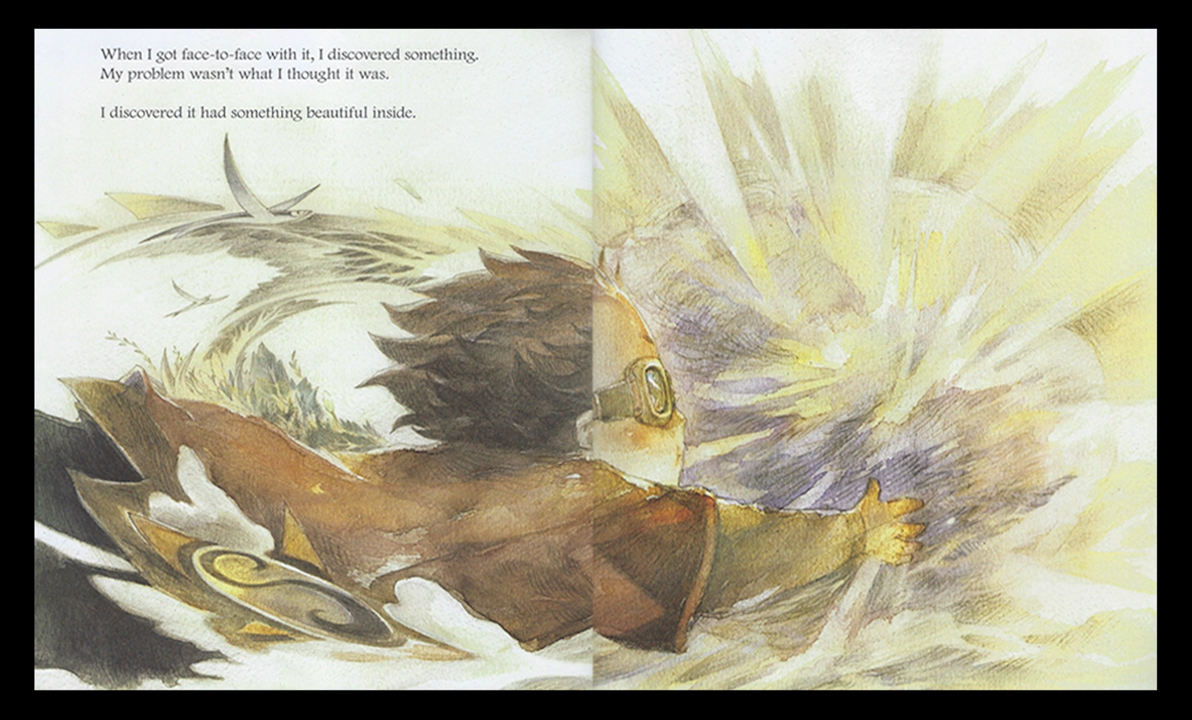 When I got face-to-face with it, I discovered something.
My problem wasn't what I thought it was.
I discovered it had something beautiful inside.